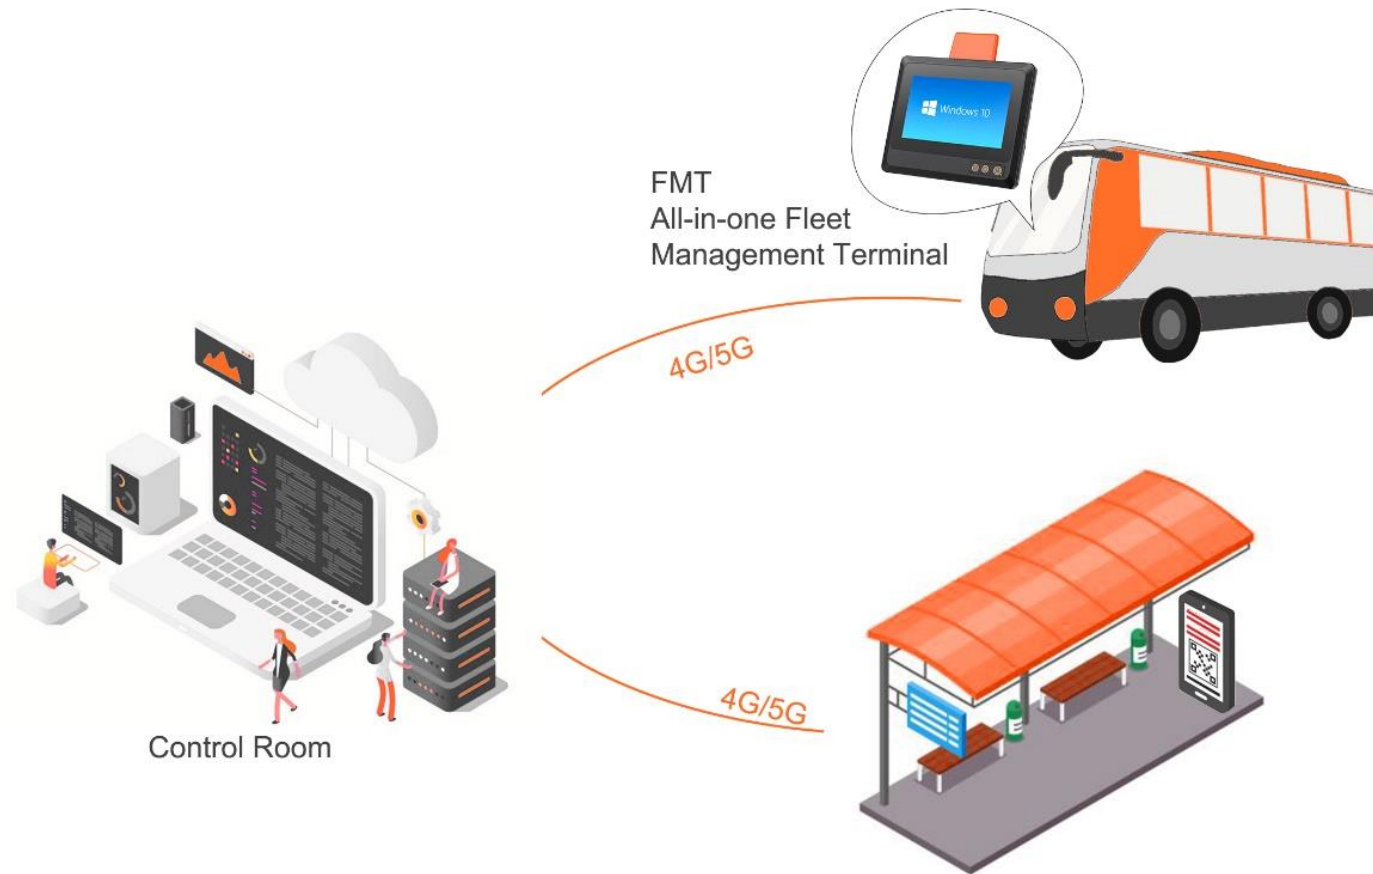 Windows 10
FMT
All-in-one Fleet
Management Terminal
4G/5G
4G/5G
Control Room